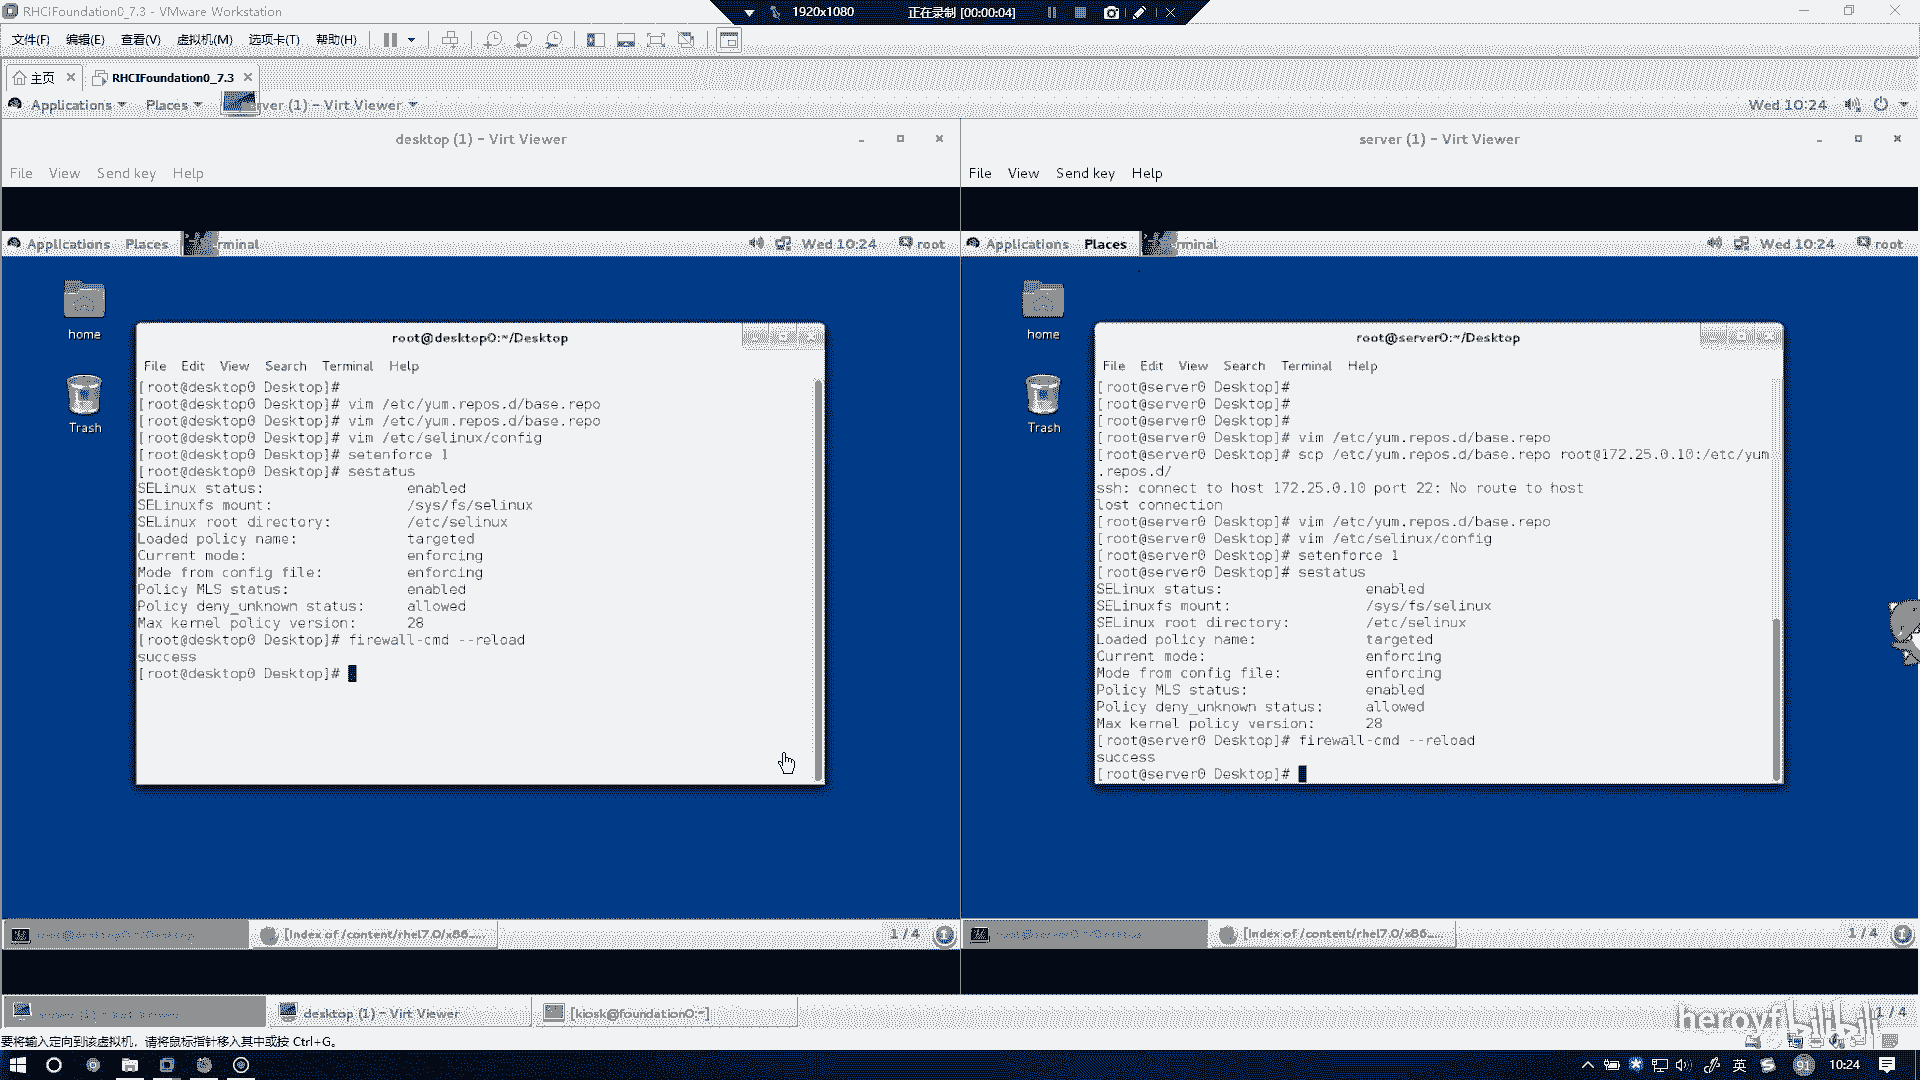 RHCIFoundation0_7.3 - VMware Workstation
1920x1080
正在录制 [00:00:04]
文件(F) 编辑(E) 查看(V) 虚拟机(M) 选项卡(T) 帮助(H)
主页
RHCIFoundation0_7.3
Applications Places (1) - Virt Viewer
Wed 10:24
desktop (1) - Virt Viewer
File View Send key Help
Applications Places
Wed 10:24 root
home
Trash
root@desktop0:~/Desktop
File Edit View Search Terminal Help
[root@desktop0 Desktop]#
[root@desktop0 Desktop]# vim /etc/yum.repos.d/base.repo
[root@desktop0 Desktop]# vim /etc/yum.repos.d/base.repo
[root@desktop0 Desktop]# vim /etc/selinux/config
[root@desktop0 Desktop]# setenforce 1
[root@desktop0 Desktop]# sestatus
SELinux status: enabled
SELinuxfs mount: /sys/fs/selinux
SELinux root directory: /etc/selinux
Loaded policy name: targeted
Current mode: enforcing
Mode from config file: enforcing
Policy MLS status: enabled
Policy deny_unknown status: allowed
Max kernel policy version: 28
[root@desktop0 Desktop]# firewall-cmd --reload
success
[root@desktop0 Desktop]#
root@desktop0:~/Desktop
[Index of /content/rhel7.0/x86_...
1 / 4
server (1) - Virt Viewer
File View Send key Help
Applications Places
Wed 10:24 root
home
Trash
root@server0:~/Desktop
File Edit View Search Terminal Help
[root@server0 Desktop]#
[root@server0 Desktop]#
[root@server0 Desktop]#
[root@server0 Desktop]# vim /etc/yum.repos.d/base.repo
[root@server0 Desktop]# scp /etc/yum.repos.d/base.repo root@172.25.0.10:/etc/yum
.repos.d/
ssh: connect to host 172.25.0.10 port 22: No route to host
lost connection
[root@server0 Desktop]# vim /etc/yum.repos.d/base.repo
[root@server0 Desktop]# vim /etc/selinux/config
[root@server0 Desktop]# setenforce 1
[root@server0 Desktop]# sestatus
SELinux status: enabled
SELinuxfs mount: /sys/fs/selinux
SELinux root directory: /etc/selinux
Loaded policy name: targeted
Current mode: enforcing
Mode from config file: enforcing
Policy MLS status: enabled
Policy deny_unknown status: allowed
Max kernel policy version: 28
[root@server0 Desktop]# firewall-cmd --reload
success
[root@server0 Desktop]#
root@server0:~/Desktop
[Index of /content/rhel7.0/x86_...
1 / 4
server (1) - Virt Viewer
desktop (1) - Virt Viewer
[kiosk@foundation0:~]
heroyf bilibili
1 / 4
要将输入定向到该虚拟机，请将鼠标指针移入其中或按 Ctrl+G。
英
91
10:24